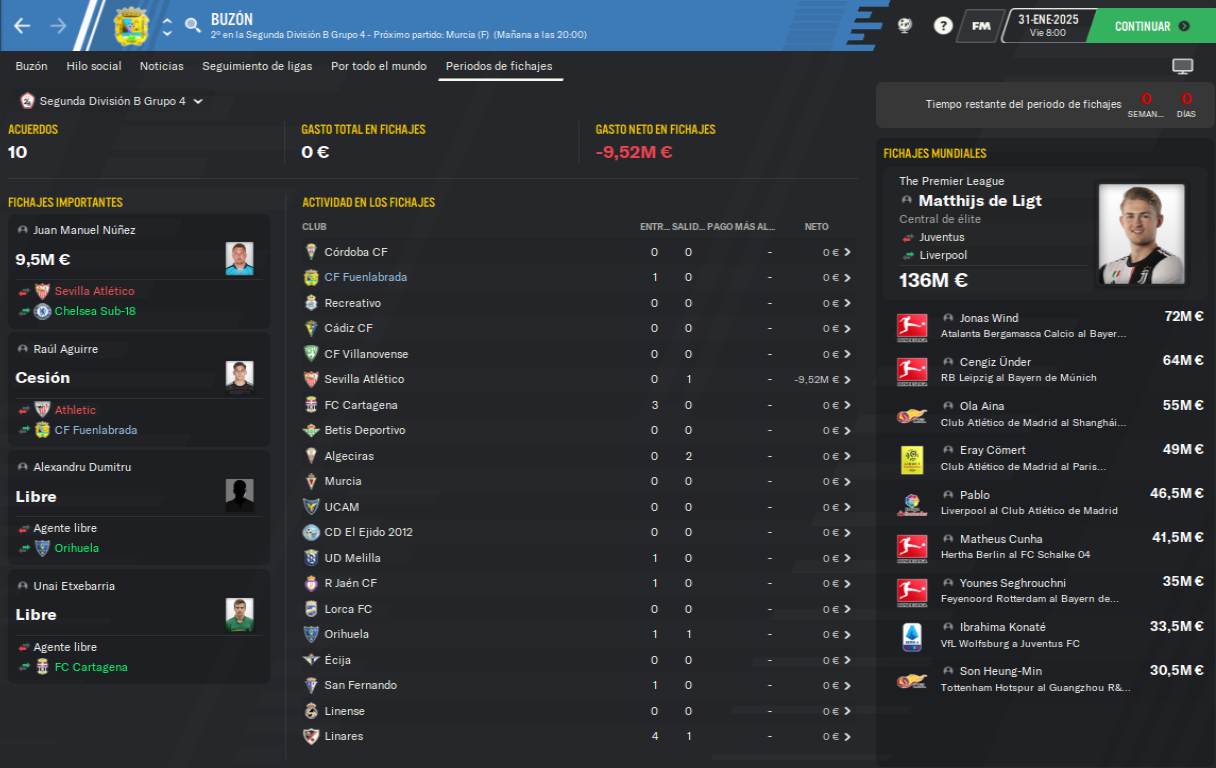 BUZÓN
2º en la Segunda División B Grupo 4 - Próximo partido: Murcia (F) (Mañana a las 20:00)
?
FM
31-ENE-2025
Vie 8:00
CONTINUAR
Buzón Hilo social Noticias Seguimiento de ligas Por todo el mundo Periodos de fichajes
Segunda División B Grupo 4
Tiempo restante del periodo de fichajes
0 0
SEMAN... DÍAS
ACUERDOS
10
GASTO TOTAL EN FICHAJES
0 €
GASTO NETO EN FICHAJES
-9,52M €
FICHAJES IMPORTANTES
Juan Manuel Núñez
9,5M €
Sevilla Atlético
Chelsea Sub-18
Raúl Aguirre
Cesión
Athletic
CF Fuenlabrada
Alexandru Dumitru
Libre
Agente libre
Orihuela
Unai Etxebarria
Libre
Agente libre
FC Cartagena
ACTIVIDAD EN LOS FICHAJES
CLUB ENTR... SALID... PAGO MÁS AL... NETO
Córdoba CF 0 0 - 0 €
CF Fuenlabrada 1 0 - 0 €
Recreativo 0 0 - 0 €
Cádiz CF 0 0 - 0 €
CF Villanovense 0 0 - 0 €
Sevilla Atlético 0 1 - -9,52M €
FC Cartagena 3 0 - 0 €
Betis Deportivo 0 0 - 0 €
Algeciras 0 2 - 0 €
Murcia 0 0 - 0 €
UCAM 0 0 - 0 €
CD El Ejido 2012 0 0 - 0 €
UD Melilla 1 0 - 0 €
R Jaén CF 1 0 - 0 €
Lorca FC 0 0 - 0 €
Orihuela 1 1 - 0 €
Écija 0 0 - 0 €
San Fernando 1 0 - 0 €
Linense 0 0 - 0 €
Linares 4 1 - 0 €
FICHAJES MUNDIALES
The Premier League
Matthijs de Ligt
Central de élite
Juventus
Liverpool
136M €
Jonas Wind 72M €
Atalanta Bergamasca Calcio al Bayer...
Cengiz Ünder 64M €
RB Leipzig al Bayern de Múnich
Ola Aina 55M €
Club Atlético de Madrid al Shanghái...
Eray Cömert 49M €
Club Atlético de Madrid al Paris...
Pablo 46,5M €
Liverpool al Club Atlético de Madrid
Matheus Cunha 41,5M €
Hertha Berlin al FC Schalke 04
Younes Seghrouchni 35M €
Feyenoord Rotterdam al Bayern de...
Ibrahima Konaté 33,5M €
VfL Wolfsburg a Juventus FC
Son Heung-Min 30,5M €
Tottenham Hotspur al Guangzhou R&...